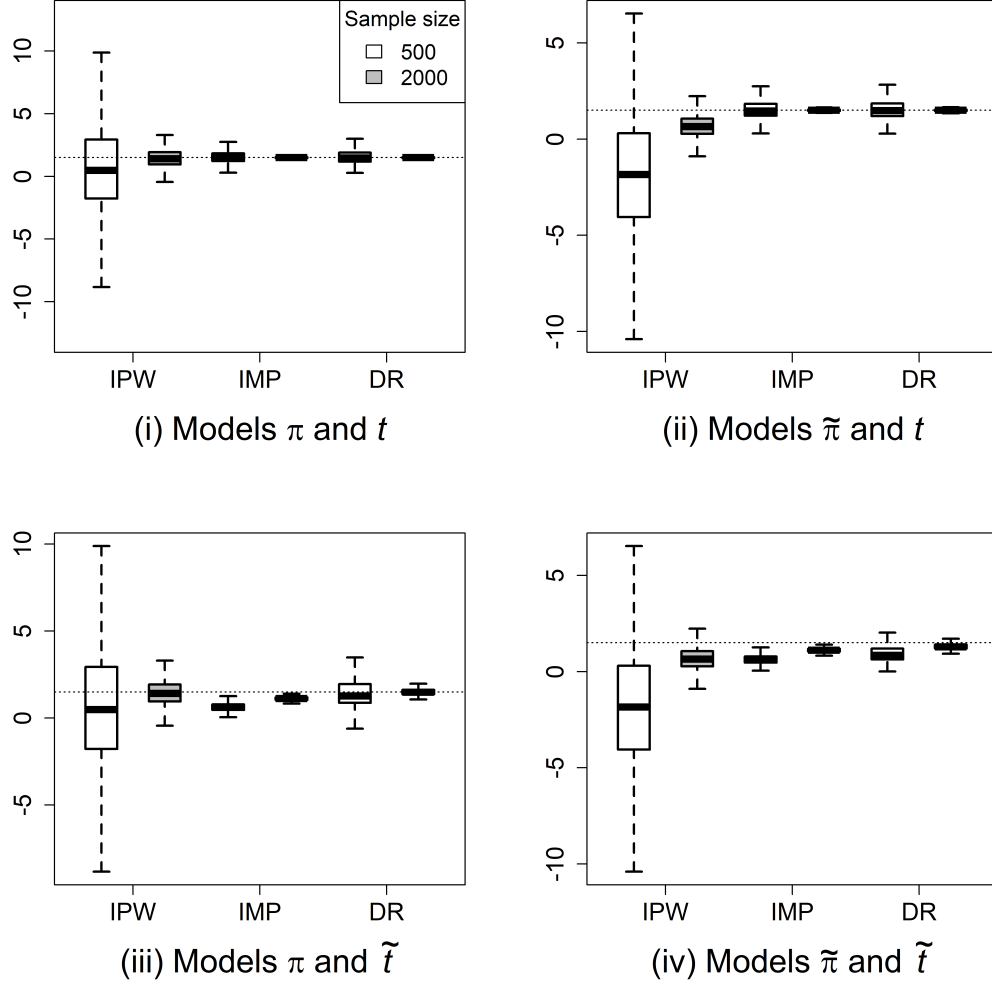 Sample size
500
2000
10
5
0
-5
-10
IPW IMP DR
(i) Models π and t
5
0
-5
-10
IPW IMP DR
(ii) Models π̃ and t
10
5
0
-5
IPW IMP DR
(iii) Models π and t̃
5
0
-5
-10
IPW IMP DR
(iv) Models π̃ and t̃